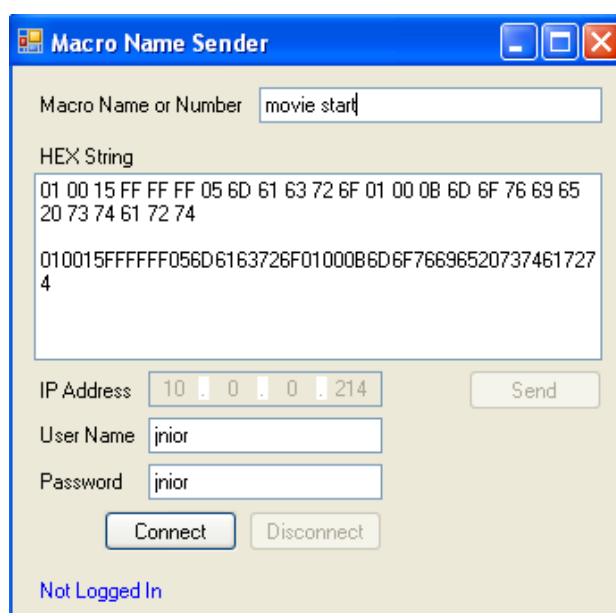 Macro Name Sender
Macro Name or Number movie start
HEX String
01 00 15 FF FF FF 05 6D 61 63 72 6F 01 00 0B 6D 6F 76 69 65
20 73 74 61 72 74
010015FFFFFF056D6163726F01000B6D6F766965207374617274
4
IP Address 10 . 0 . 0 . 214 Send
User Name jnior
Password jnior
Connect Disconnect
Not Logged In